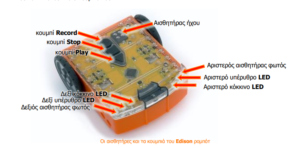 Αισθητήρας ήχου
κουμπί Record
κουμπί Stop
κουμπί Play
Αριστερός αισθητήρας φωτός
Αριστερό υπέρυθρο LED
Αριστερό κόκκινο LED
Δεξί κόκκινο LED
Δεξί υπέρυθρο LED
Δεξιός αισθητήρας φωτός
Οι αισθητήρες και τα κουμπιά του Edison ρομπότ